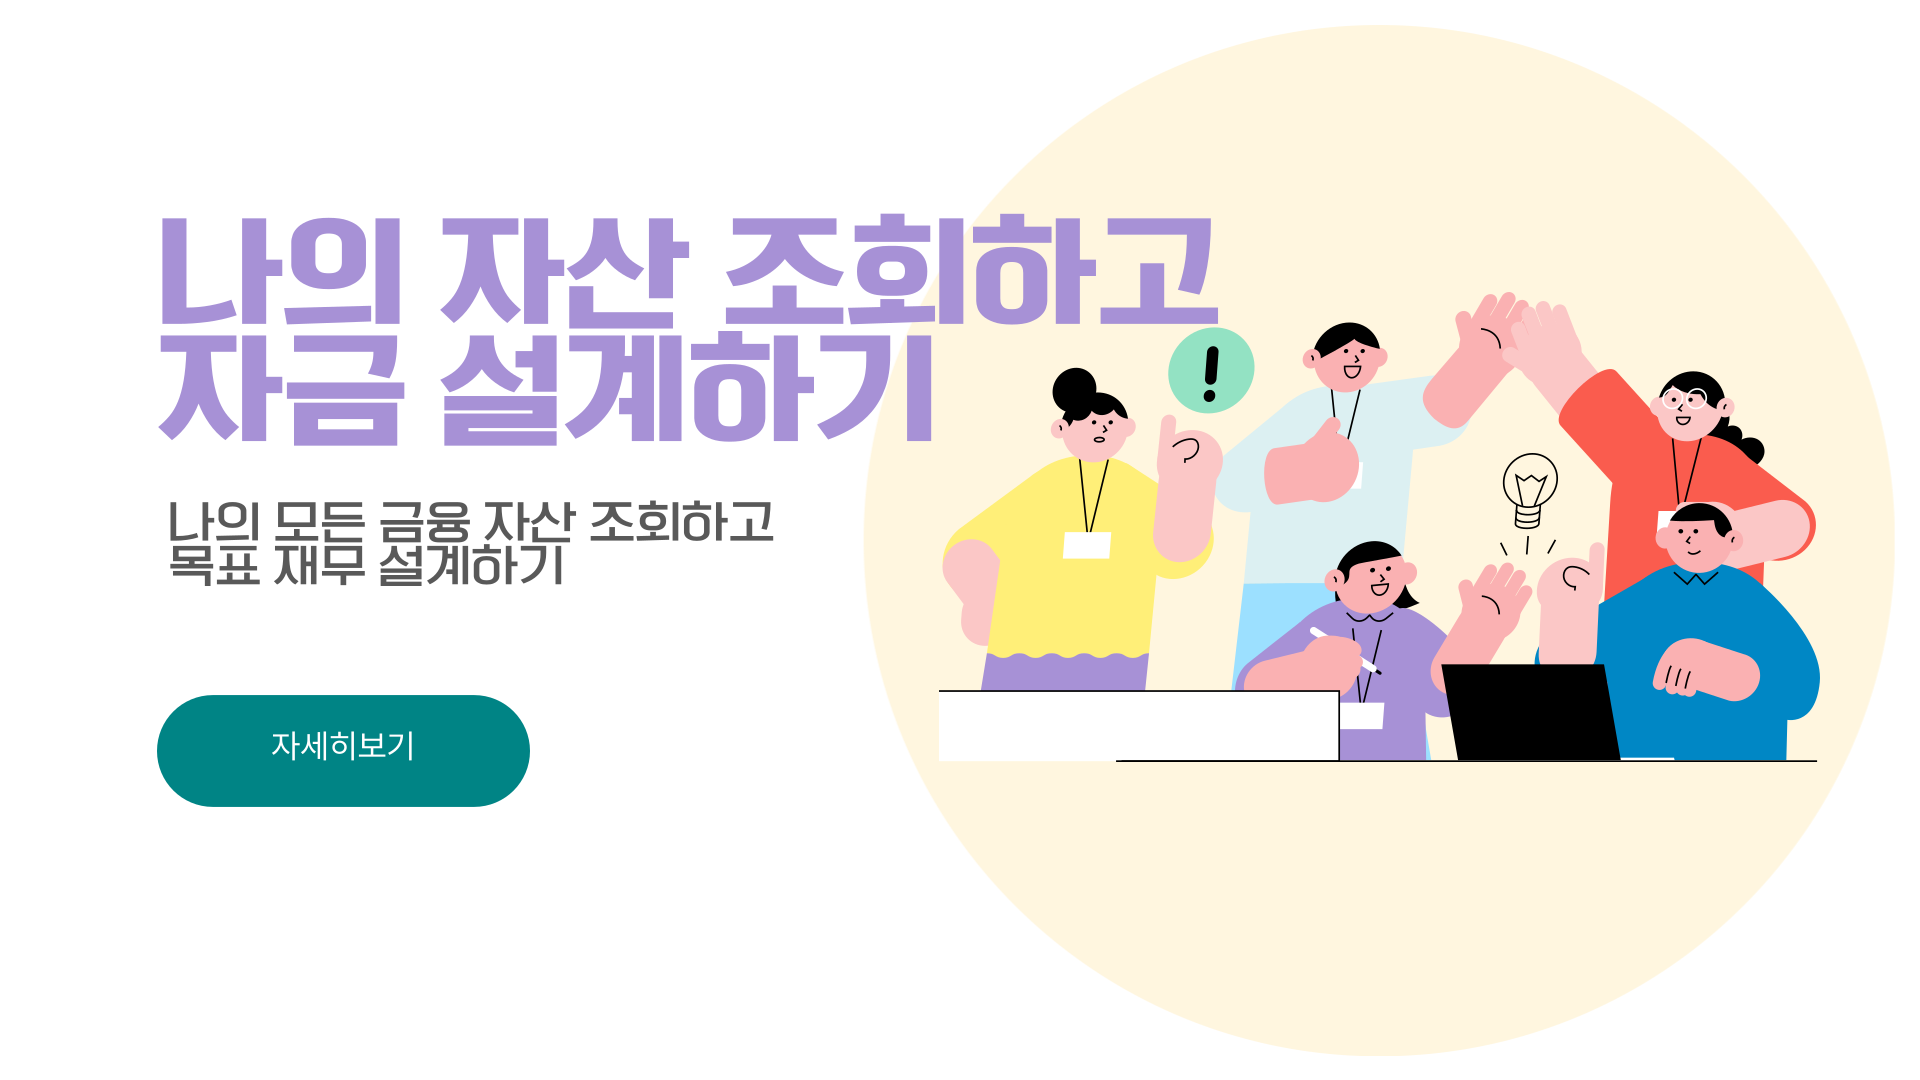 나의 자산 조회하고
자금 설계하기
나의 모든 금융 자산 조회하고
목표 재무 설계하기
자세히보기
!